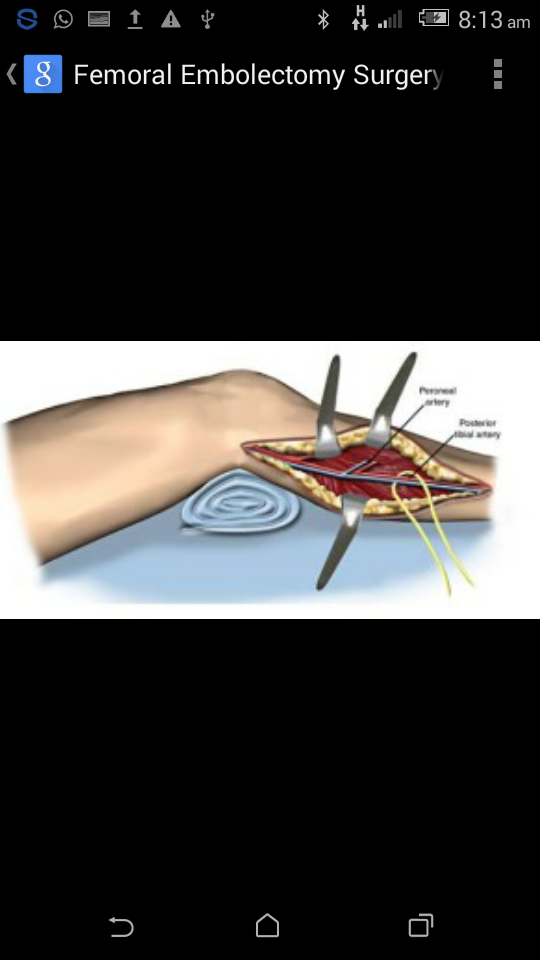 H
8:13 am
g
Femoral Embolectomy Surgery
Peroneal
artery
Posterior
tibial artery